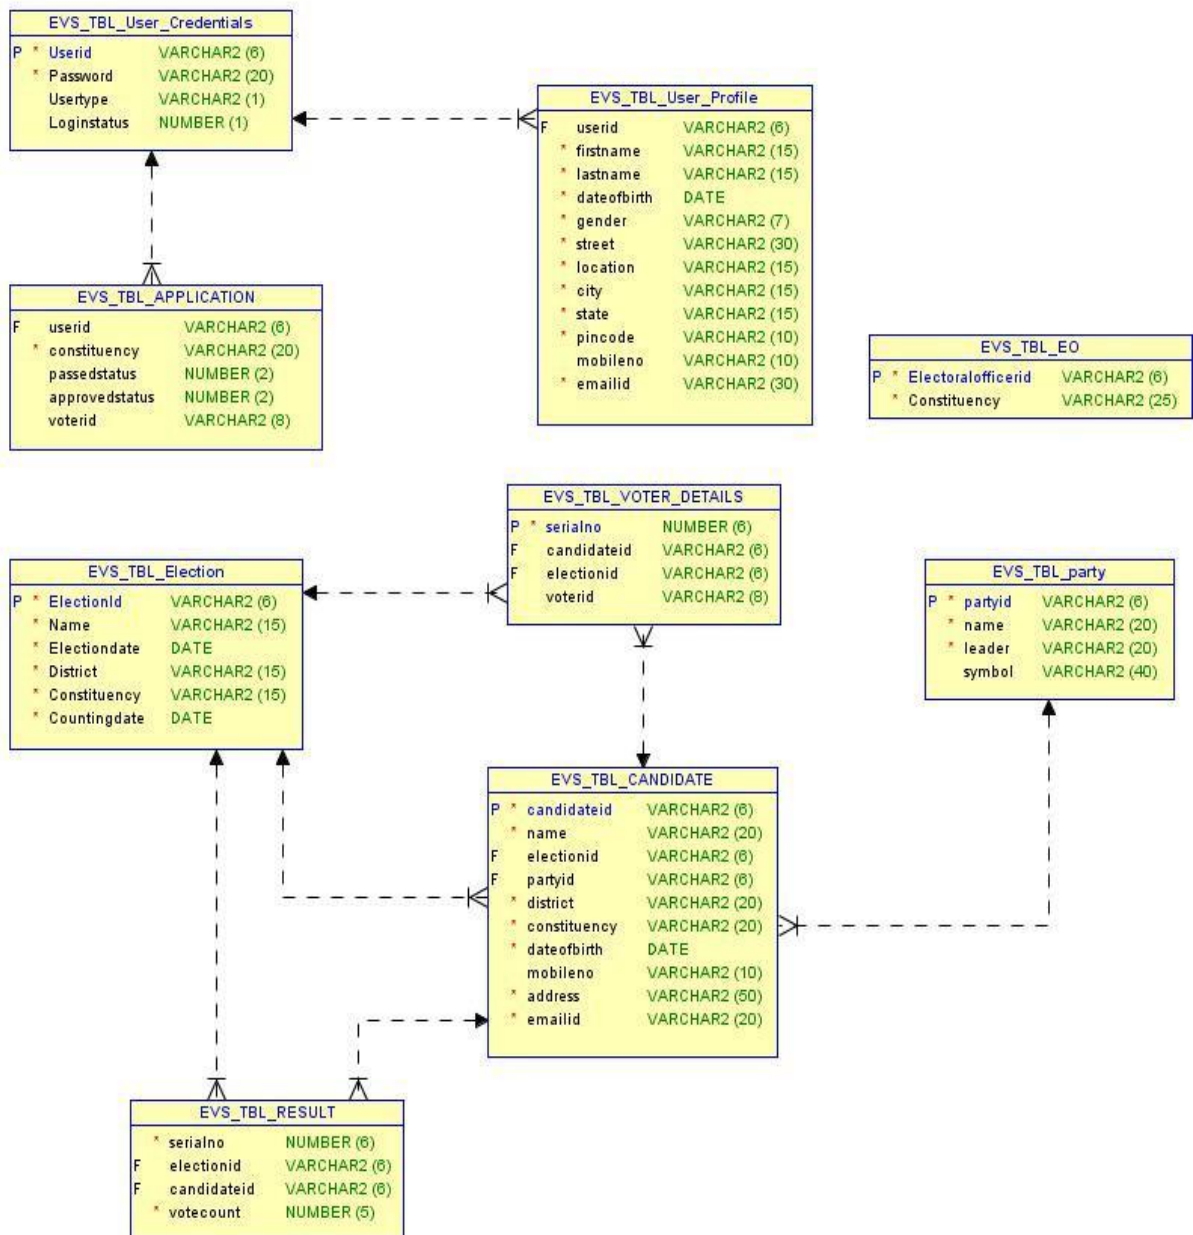 EVS_TBL_User_Credentials
P * Userid VARCHAR2 (6)
* Password VARCHAR2 (20)
Usertype VARCHAR2 (1)
Loginstatus NUMBER (1)
EVS_TBL_User_Profile
F userid VARCHAR2 (6)
* firstname VARCHAR2 (15)
* lastname VARCHAR2 (15)
* dateofbirth DATE
* gender VARCHAR2 (7)
* street VARCHAR2 (30)
* location VARCHAR2 (15)
* city VARCHAR2 (15)
* state VARCHAR2 (15)
* pincode VARCHAR2 (10)
mobileno VARCHAR2 (10)
* emailid VARCHAR2 (30)
EVS_TBL_APPLICATION
F userid VARCHAR2 (6)
* constituency VARCHAR2 (20)
passedstatus NUMBER (2)
approvedstatus NUMBER (2)
voterid VARCHAR2 (8)
EVS_TBL_EO
P * Electoralofficerid VARCHAR2 (6)
* Constituency VARCHAR2 (25)
EVS_TBL_VOTER_DETAILS
P * serialno NUMBER (6)
F candidateid VARCHAR2 (6)
F electionid VARCHAR2 (6)
voterid VARCHAR2 (8)
EVS_TBL_Election
P * ElectionId VARCHAR2 (6)
* Name VARCHAR2 (15)
* Electiondate DATE
* District VARCHAR2 (15)
* Constituency VARCHAR2 (15)
* Countingdate DATE
EVS_TBL_party
P * partyid VARCHAR2 (6)
* name VARCHAR2 (20)
* leader VARCHAR2 (20)
symbol VARCHAR2 (40)
EVS_TBL_CANDIDATE
P * candidateid VARCHAR2 (6)
* name VARCHAR2 (20)
F electionid VARCHAR2 (6)
F partyid VARCHAR2 (6)
* district VARCHAR2 (20)
* constituency VARCHAR2 (20)
* dateofbirth DATE
mobileno VARCHAR2 (10)
* address VARCHAR2 (50)
* emailid VARCHAR2 (20)
EVS_TBL_RESULT
* serialno NUMBER (6)
F electionid VARCHAR2 (6)
F candidateid VARCHAR2 (6)
* votecount NUMBER (5)